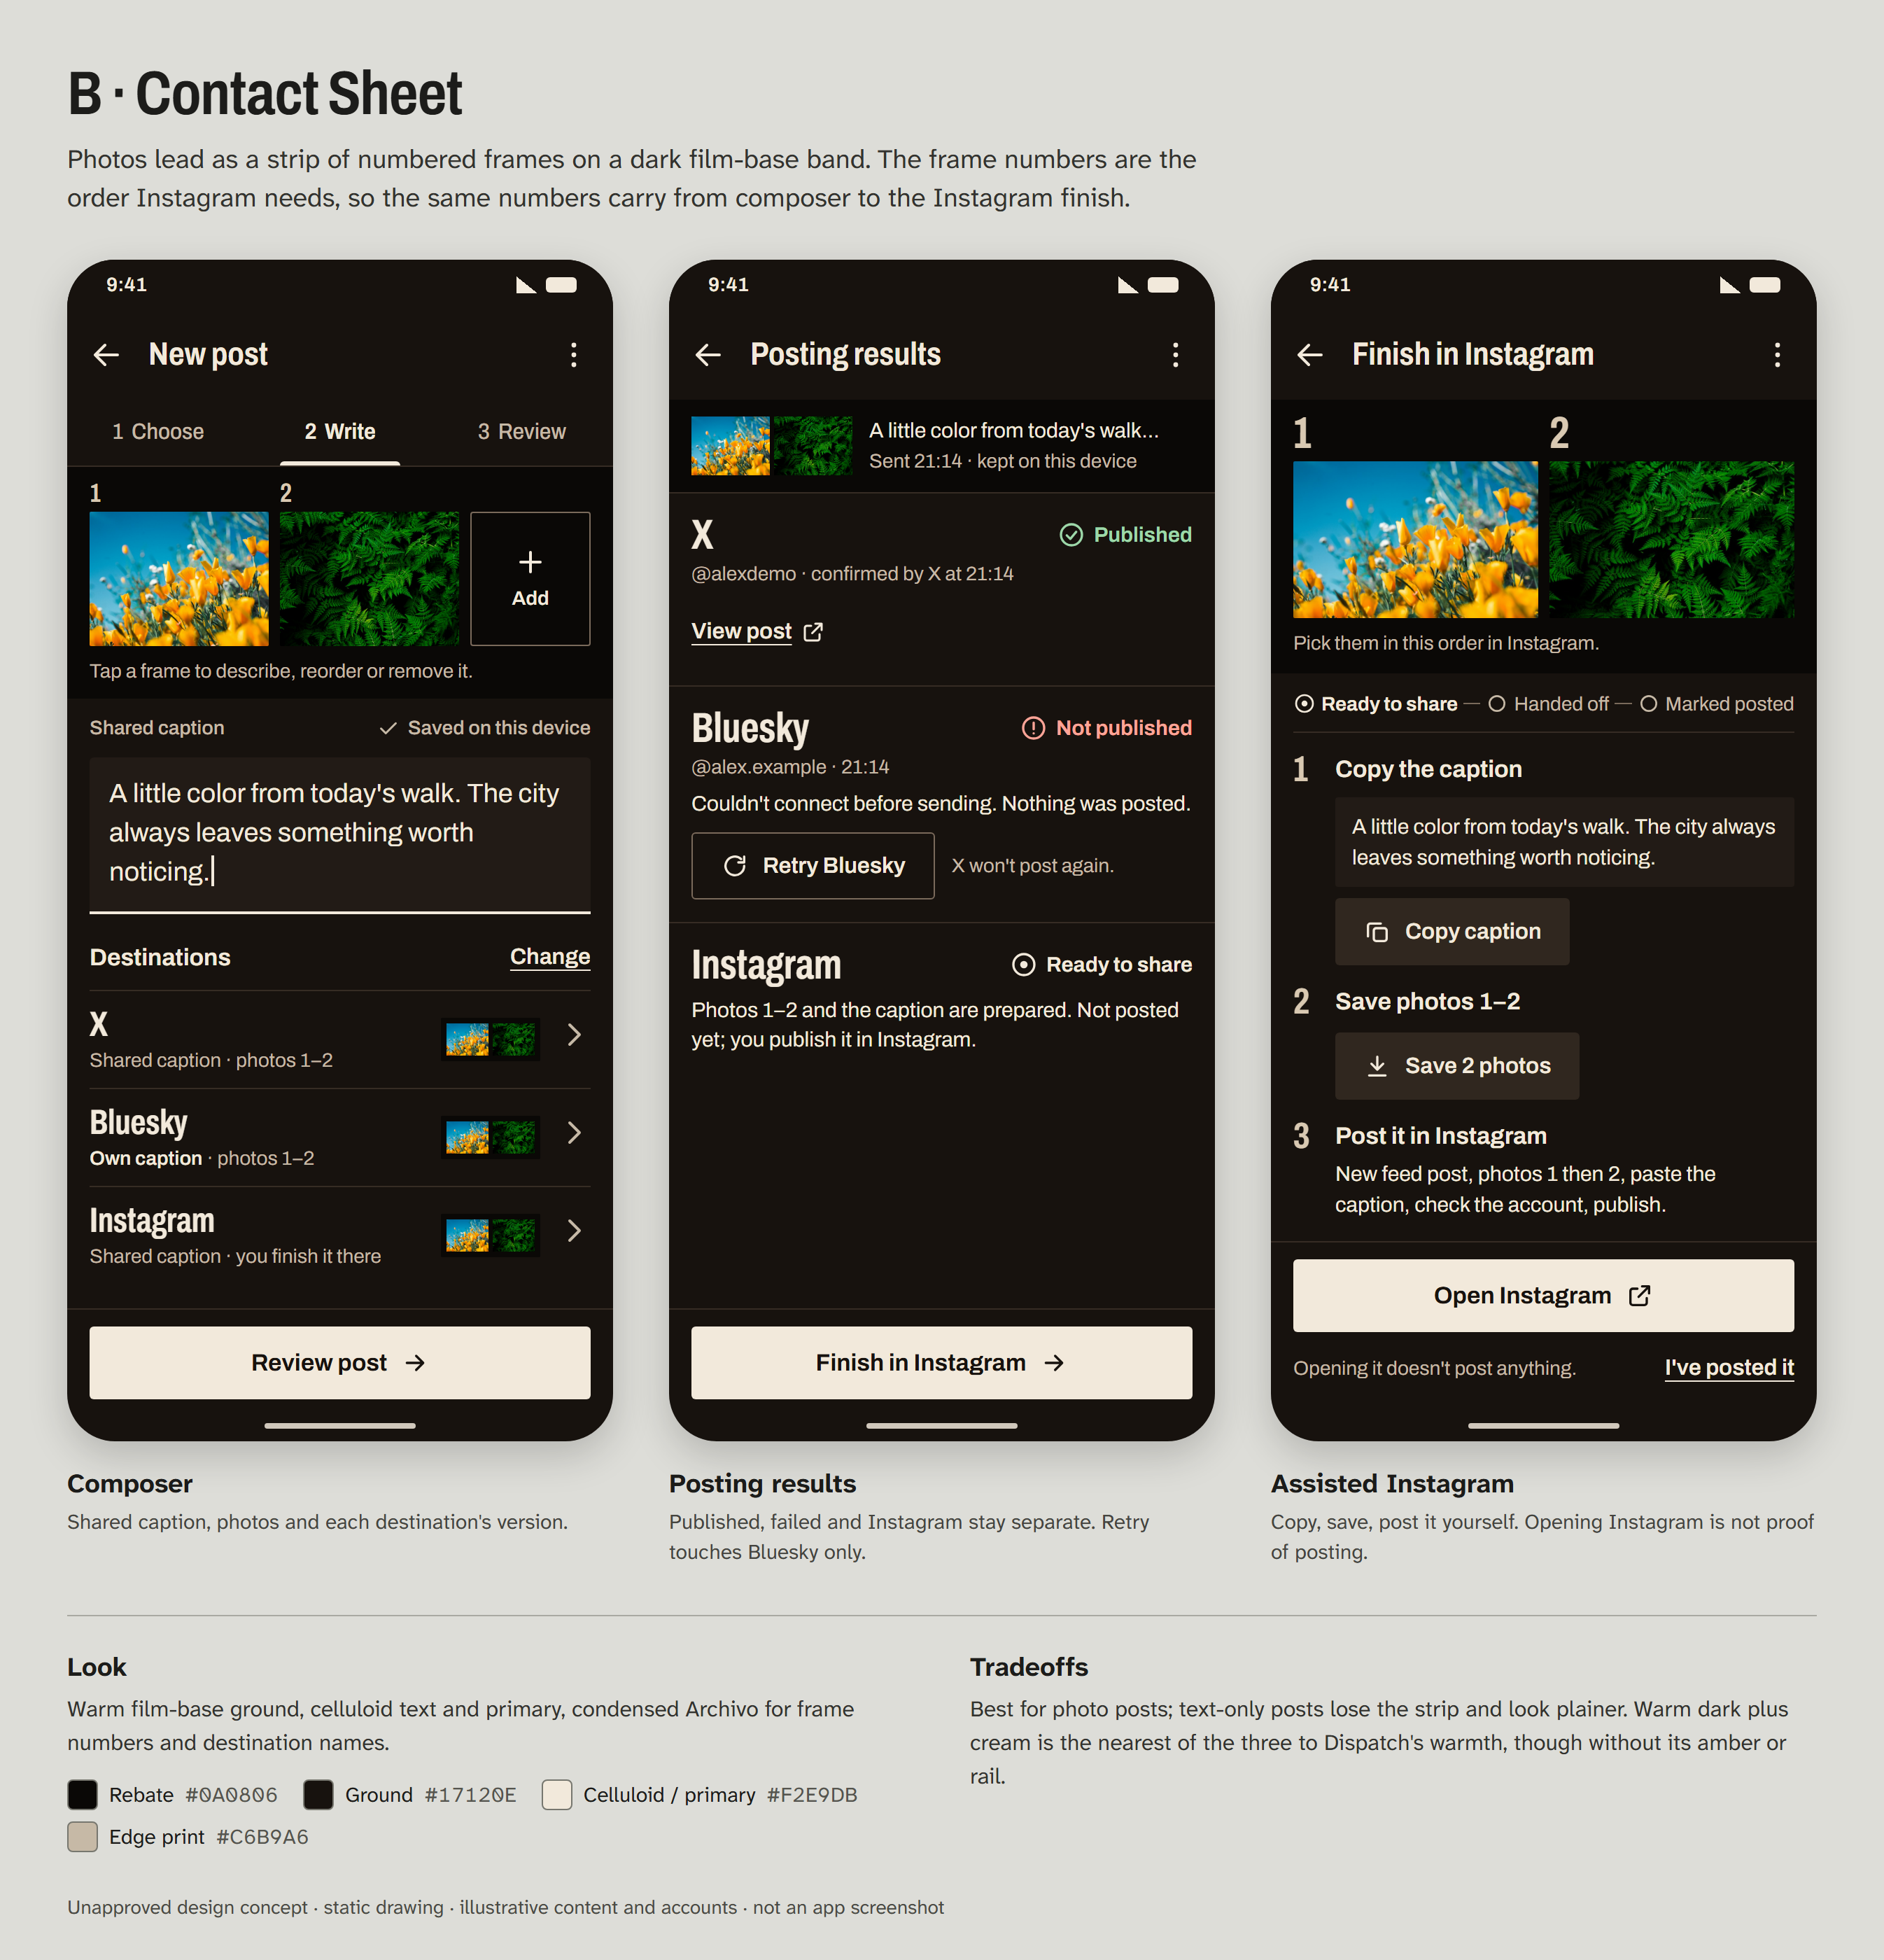 B · Contact Sheet
Photos lead as a strip of numbered frames on a dark film-base band. The frame numbers are the
order Instagram needs, so the same numbers carry from composer to the Instagram finish.
9:41
New post
1 Choose
2 Write
3 Review
1
2
Add
Tap a frame to describe, reorder or remove it.
Shared caption
Saved on this device
A little color from today's walk. The city
always leaves something worth
noticing.
Destinations
Change
X
Shared caption · photos 1–2
Bluesky
Own caption · photos 1–2
Instagram
Shared caption · you finish it there
Review post
9:41
Posting results
A little color from today's walk...
Sent 21:14 · kept on this device
X
Published
@alexdemo · confirmed by X at 21:14
View post
Bluesky
Not published
@alex.example · 21:14
Couldn't connect before sending. Nothing was posted.
Retry Bluesky
X won't post again.
Instagram
Ready to share
Photos 1–2 and the caption are prepared. Not posted
yet; you publish it in Instagram.
Finish in Instagram
9:41
Finish in Instagram
1
2
Pick them in this order in Instagram.
Ready to share
Handed off
Marked posted
1 Copy the caption
A little color from today's walk. The city always
leaves something worth noticing.
Copy caption
2 Save photos 1–2
Save 2 photos
3 Post it in Instagram
New feed post, photos 1 then 2, paste the
caption, check the account, publish.
Open Instagram
Opening it doesn't post anything.
I've posted it
Composer
Shared caption, photos and each destination's version.
Posting results
Published, failed and Instagram stay separate. Retry
touches Bluesky only.
Assisted Instagram
Copy, save, post it yourself. Opening Instagram is not proof
of posting.
Look
Warm film-base ground, celluloid text and primary, condensed Archivo for frame
numbers and destination names.
Rebate #0A0806
Ground #17120E
Celluloid / primary #F2E9DB
Edge print #C6B9A6
Tradeoffs
Best for photo posts; text-only posts lose the strip and look plainer. Warm dark plus
cream is the nearest of the three to Dispatch's warmth, though without its amber or
rail.
Unapproved design concept · static drawing · illustrative content and accounts · not an app screenshot